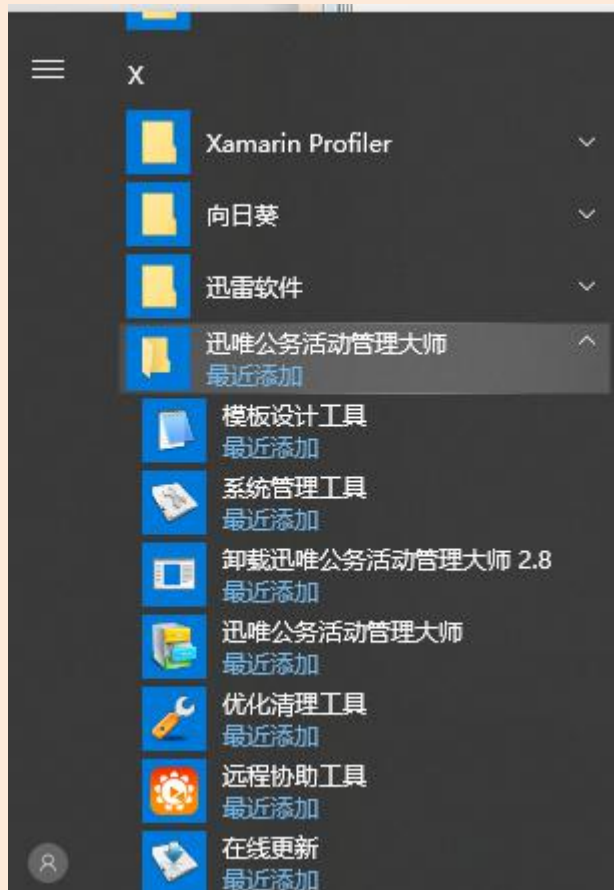 X
Xamarin Profiler
向日葵
迅雷软件
迅唯公务活动管理大师
最近添加
模板设计工具
最近添加
系统管理工具
最近添加
卸载迅唯公务活动管理大师 2.8
最近添加
迅唯公务活动管理大师
最近添加
优化清理工具
最近添加
远程协助工具
最近添加
在线更新
最近添加